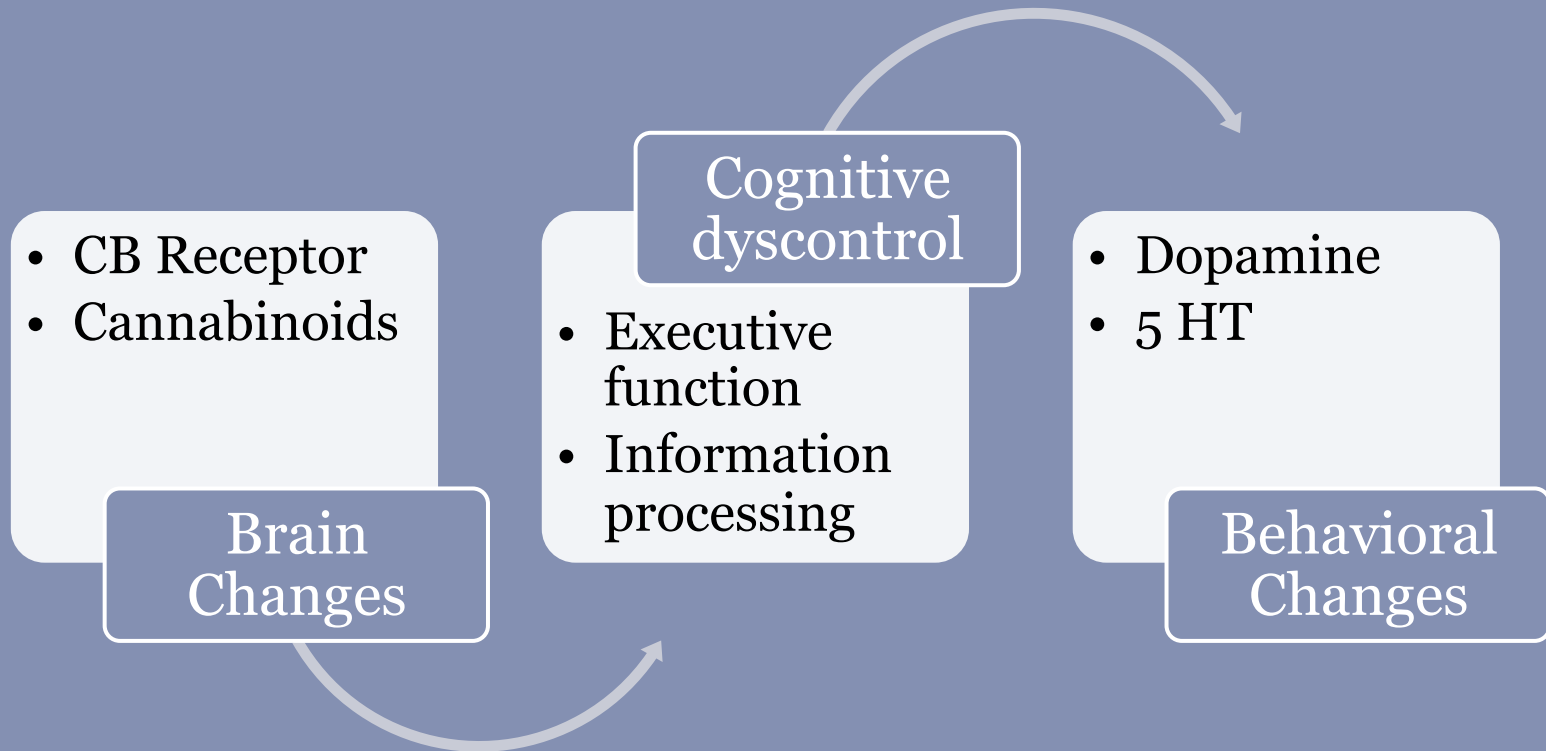 • CB Receptor
• Cannabinoids
Brain
Changes
Cognitive
dyscontrol
• Executive
function
• Information
processing
• Dopamine
• 5 HT
Behavioral
Changes